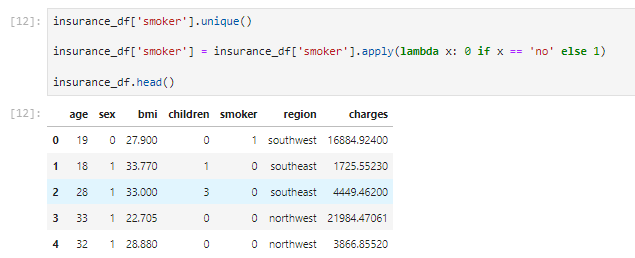 [12]: insurance_df['smoker'].unique()
insurance_df['smoker'] = insurance_df['smoker'].apply(lambda x: 0 if x == 'no' else 1)
insurance_df.head()
[12]: age sex bmi children smoker region charges
0 19 0 27.900 0 1 southwest 16884.92400
1 18 1 33.770 1 0 southeast 1725.55230
2 28 1 33.000 3 0 southeast 4449.46200
3 33 1 22.705 0 0 northwest 21984.47061
4 32 1 28.880 0 0 northwest 3866.85520